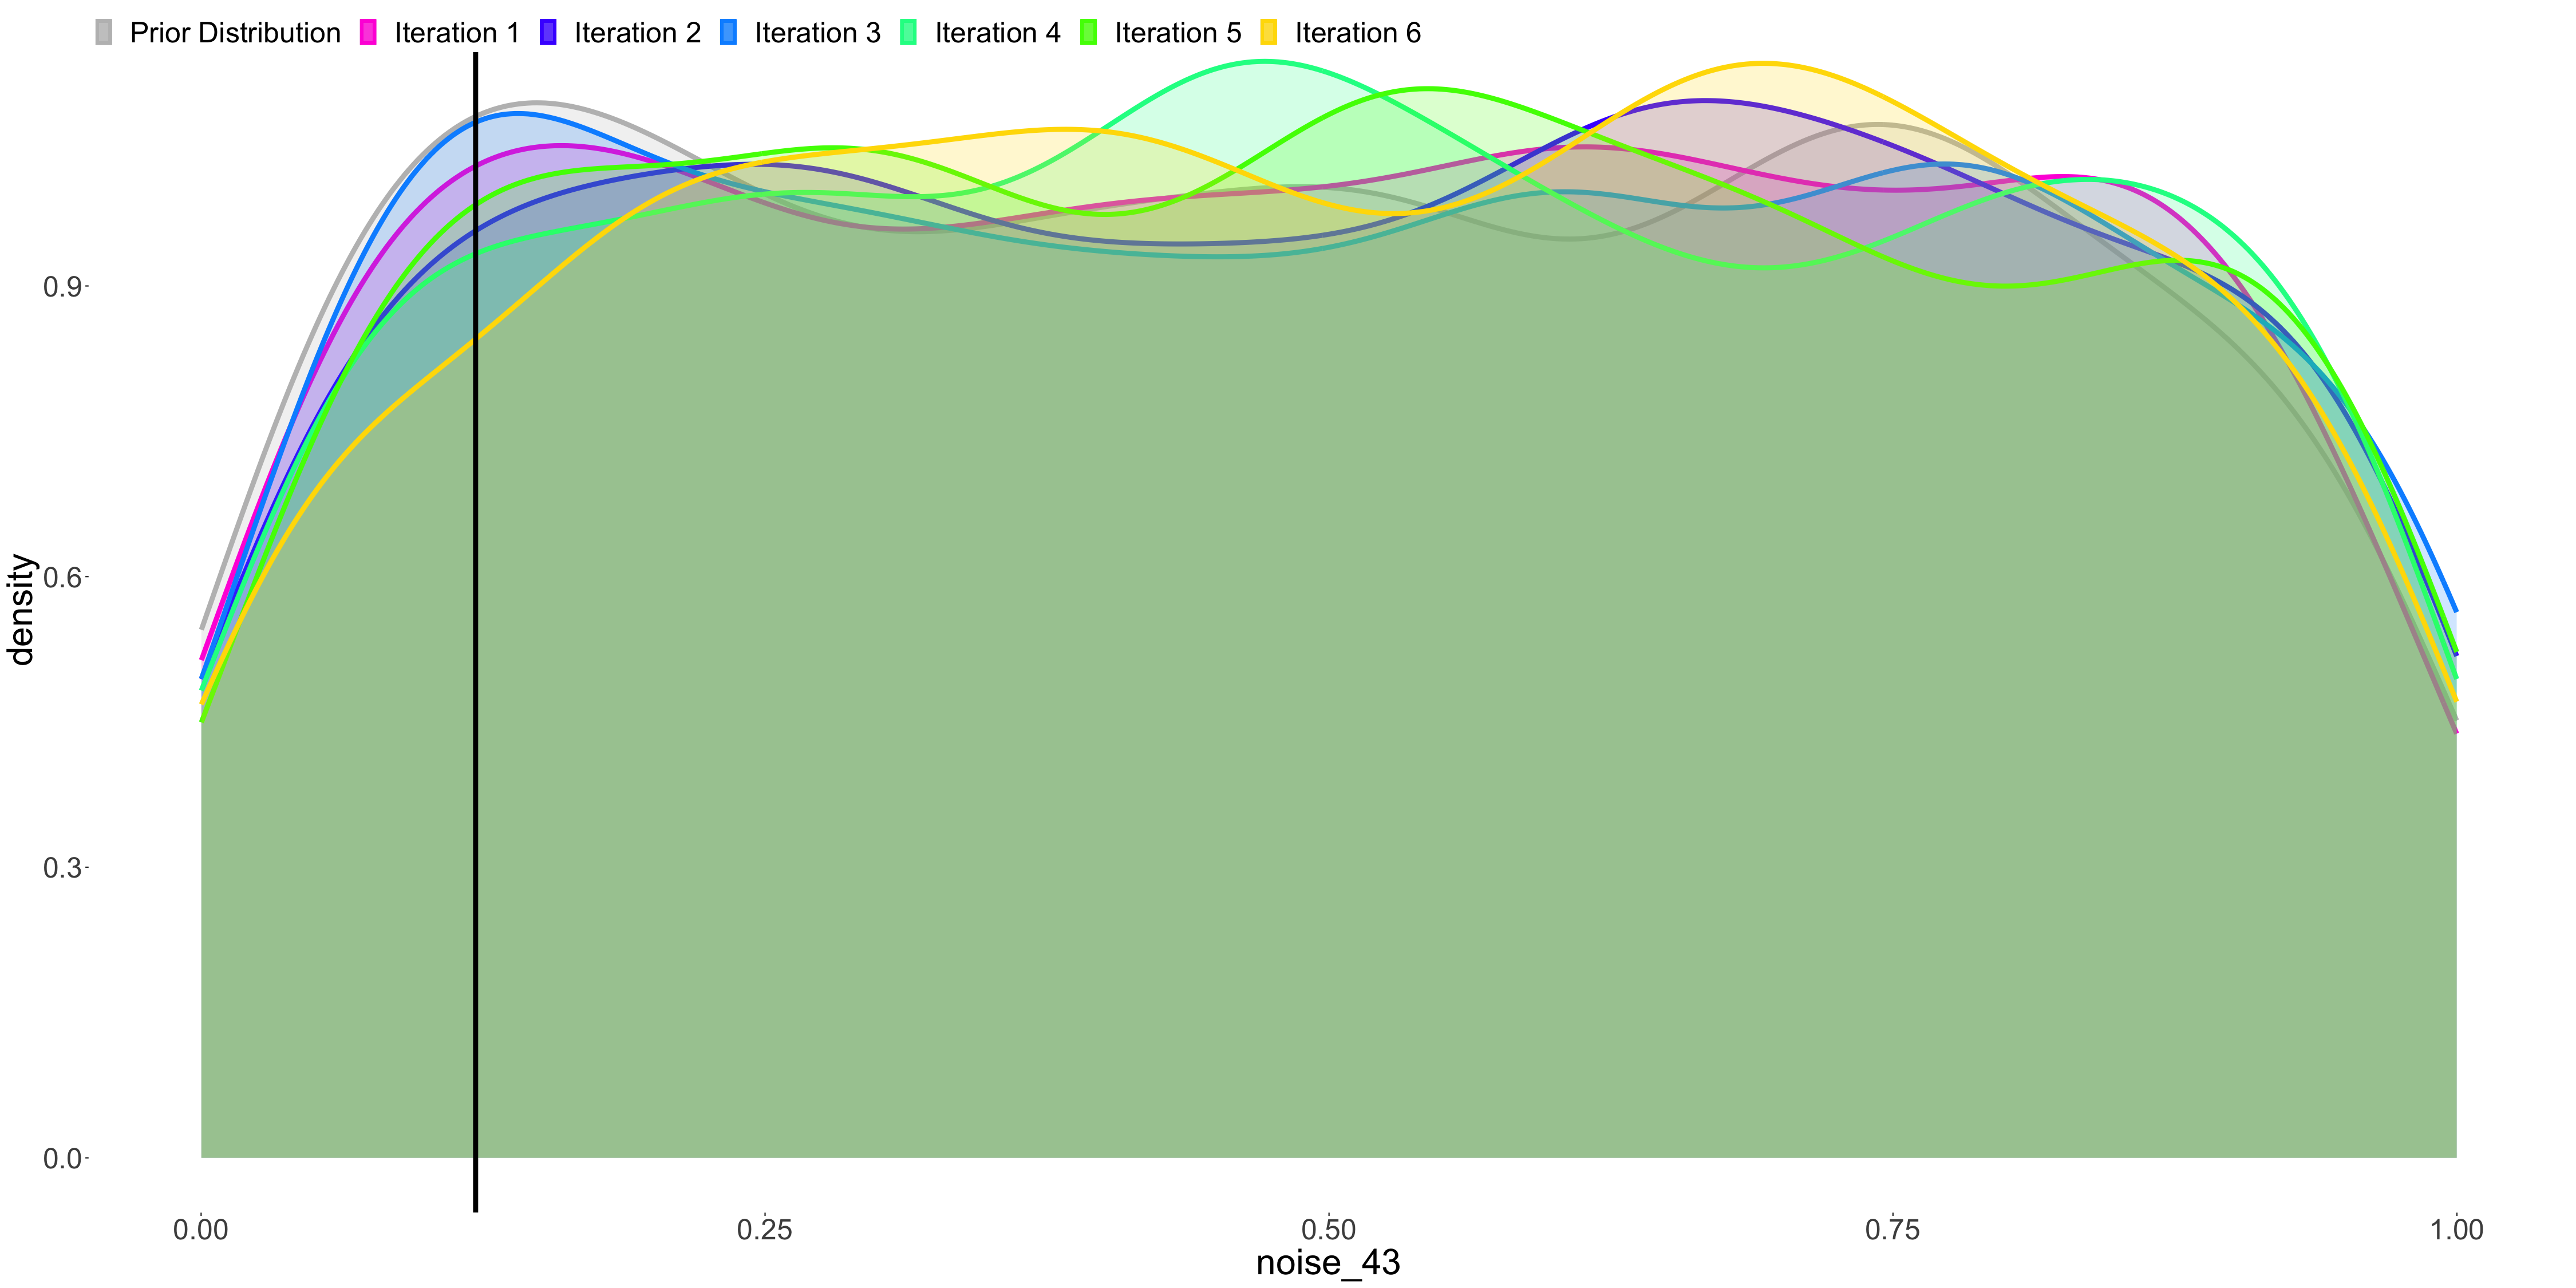 Prior Distribution Iteration 1 Iteration 2 Iteration 3 Iteration 4 Iteration 5 Iteration 6
density
0.9
0.6
0.3
0.0
0.00 0.25 0.50 0.75 1.00
noise_43